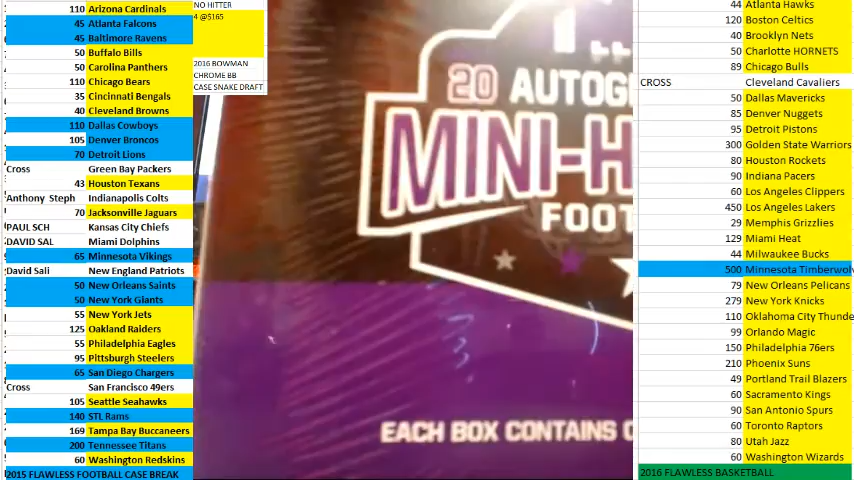 110 Arizona Cardinals
45 Atlanta Falcons
45 Baltimore Ravens
50 Buffalo Bills
50 Carolina Panthers
110 Chicago Bears
35 Cincinnati Bengals
40 Cleveland Browns
110 Dallas Cowboys
105 Denver Broncos
70 Detroit Lions
Cross Green Bay Packers
43 Houston Texans
Anthony Steph Indianapolis Colts
70 Jacksonville Jaguars
PAUL SCH Kansas City Chiefs
DAVID SAL Miami Dolphins
65 Minnesota Vikings
David Sali New England Patriots
50 New Orleans Saints
50 New York Giants
55 New York Jets
125 Oakland Raiders
55 Philadelphia Eagles
95 Pittsburgh Steelers
65 San Diego Chargers
Cross San Francisco 49ers
105 Seattle Seahawks
140 STL Rams
169 Tampa Bay Buccaneers
200 Tennessee Titans
60 Washington Redskins
2015 FLAWLESS FOOTBALL CASE BREAK
NO HITTER
4 @$165
2016 BOWMAN
CHROME BB
CASE SNAKE DRAFT
20 AUTOG
MINI-H
FOOT
EACH BOX CONTAINS
44 Atlanta Hawks
120 Boston Celtics
40 Brooklyn Nets
50 Charlotte HORNETS
89 Chicago Bulls
CROSS Cleveland Cavaliers
50 Dallas Mavericks
85 Denver Nuggets
95 Detroit Pistons
300 Golden State Warriors
80 Houston Rockets
90 Indiana Pacers
60 Los Angeles Clippers
450 Los Angeles Lakers
29 Memphis Grizzlies
129 Miami Heat
44 Milwaukee Bucks
500 Minnesota Timberwolv
79 New Orleans Pelicans
279 New York Knicks
110 Oklahoma City Thunde
99 Orlando Magic
150 Philadelphia 76ers
210 Phoenix Suns
49 Portland Trail Blazers
60 Sacramento Kings
90 San Antonio Spurs
60 Toronto Raptors
80 Utah Jazz
60 Washington Wizards
2016 FLAWLESS BASKETBALL